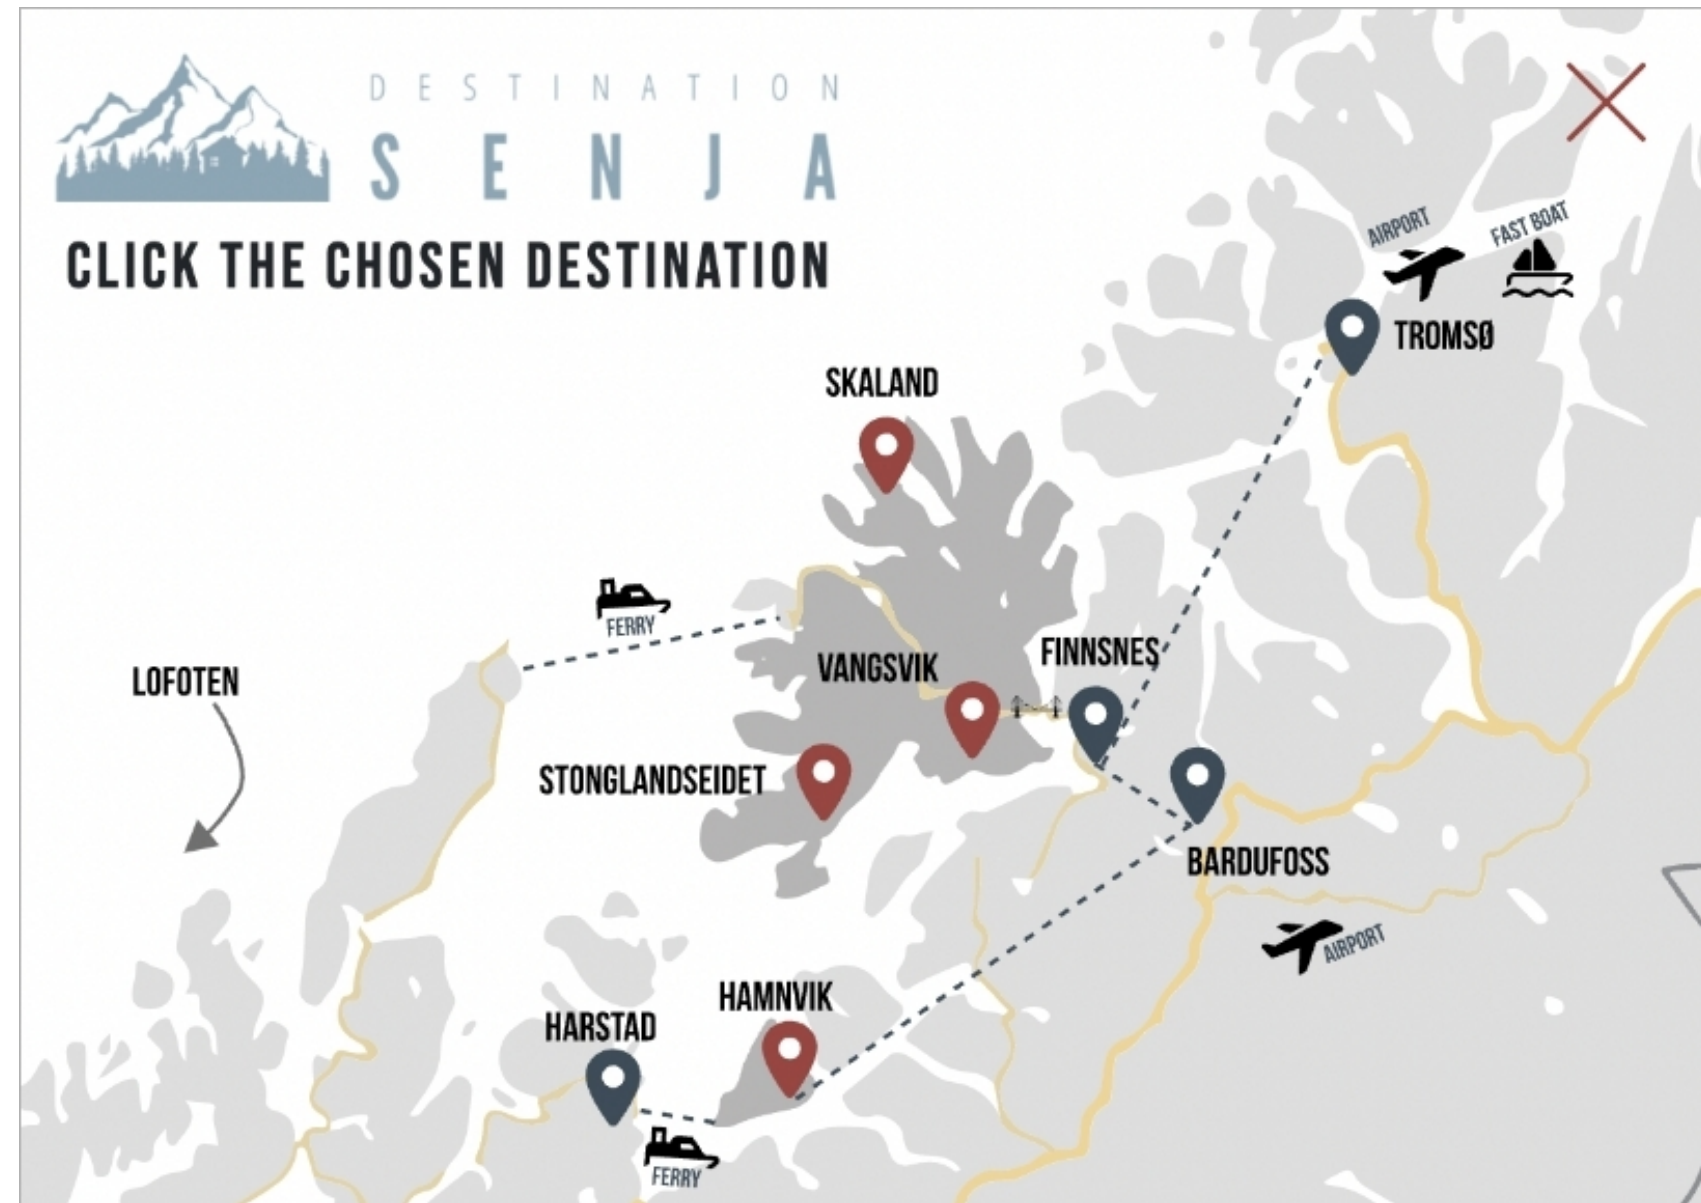 DESTINATION
SENJA
CLICK THE CHOSEN DESTINATION
AIRPORT
FAST BOAT
TROMSØ
SKALAND
FERRY
LOFOTEN
VANGSVIK
FINNSNES
STONGLANDSEIDET
BARDUFOSS
AIRPORT
HAMNVIK
HARSTAD
FERRY